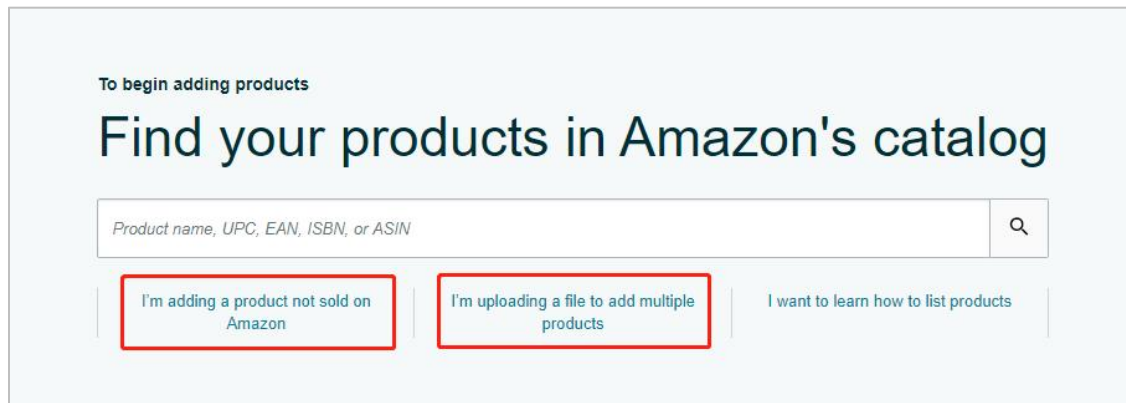 To begin adding products
Find your products in Amazon's catalog
Product name, UPC, EAN, ISBN, or ASIN
I'm adding a product not sold on
Amazon
I'm uploading a file to add multiple
products
I want to learn how to list products